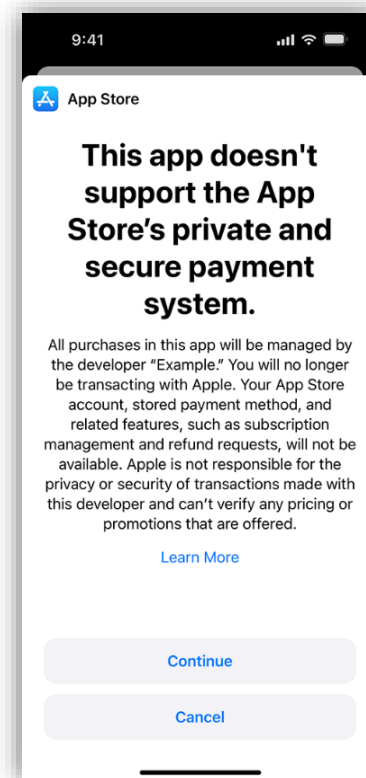 9:41
App Store
This app doesn't
support the App
Store’s private and
secure payment
system.
All purchases in this app will be managed by
the developer “Example.” You will no longer
be transacting with Apple. Your App Store
account, stored payment method, and
related features, such as subscription
management and refund requests, will not be
available. Apple is not responsible for the
privacy or security of transactions made with
this developer and can’t verify any pricing or
promotions that are offered.
Learn More
Continue
Cancel